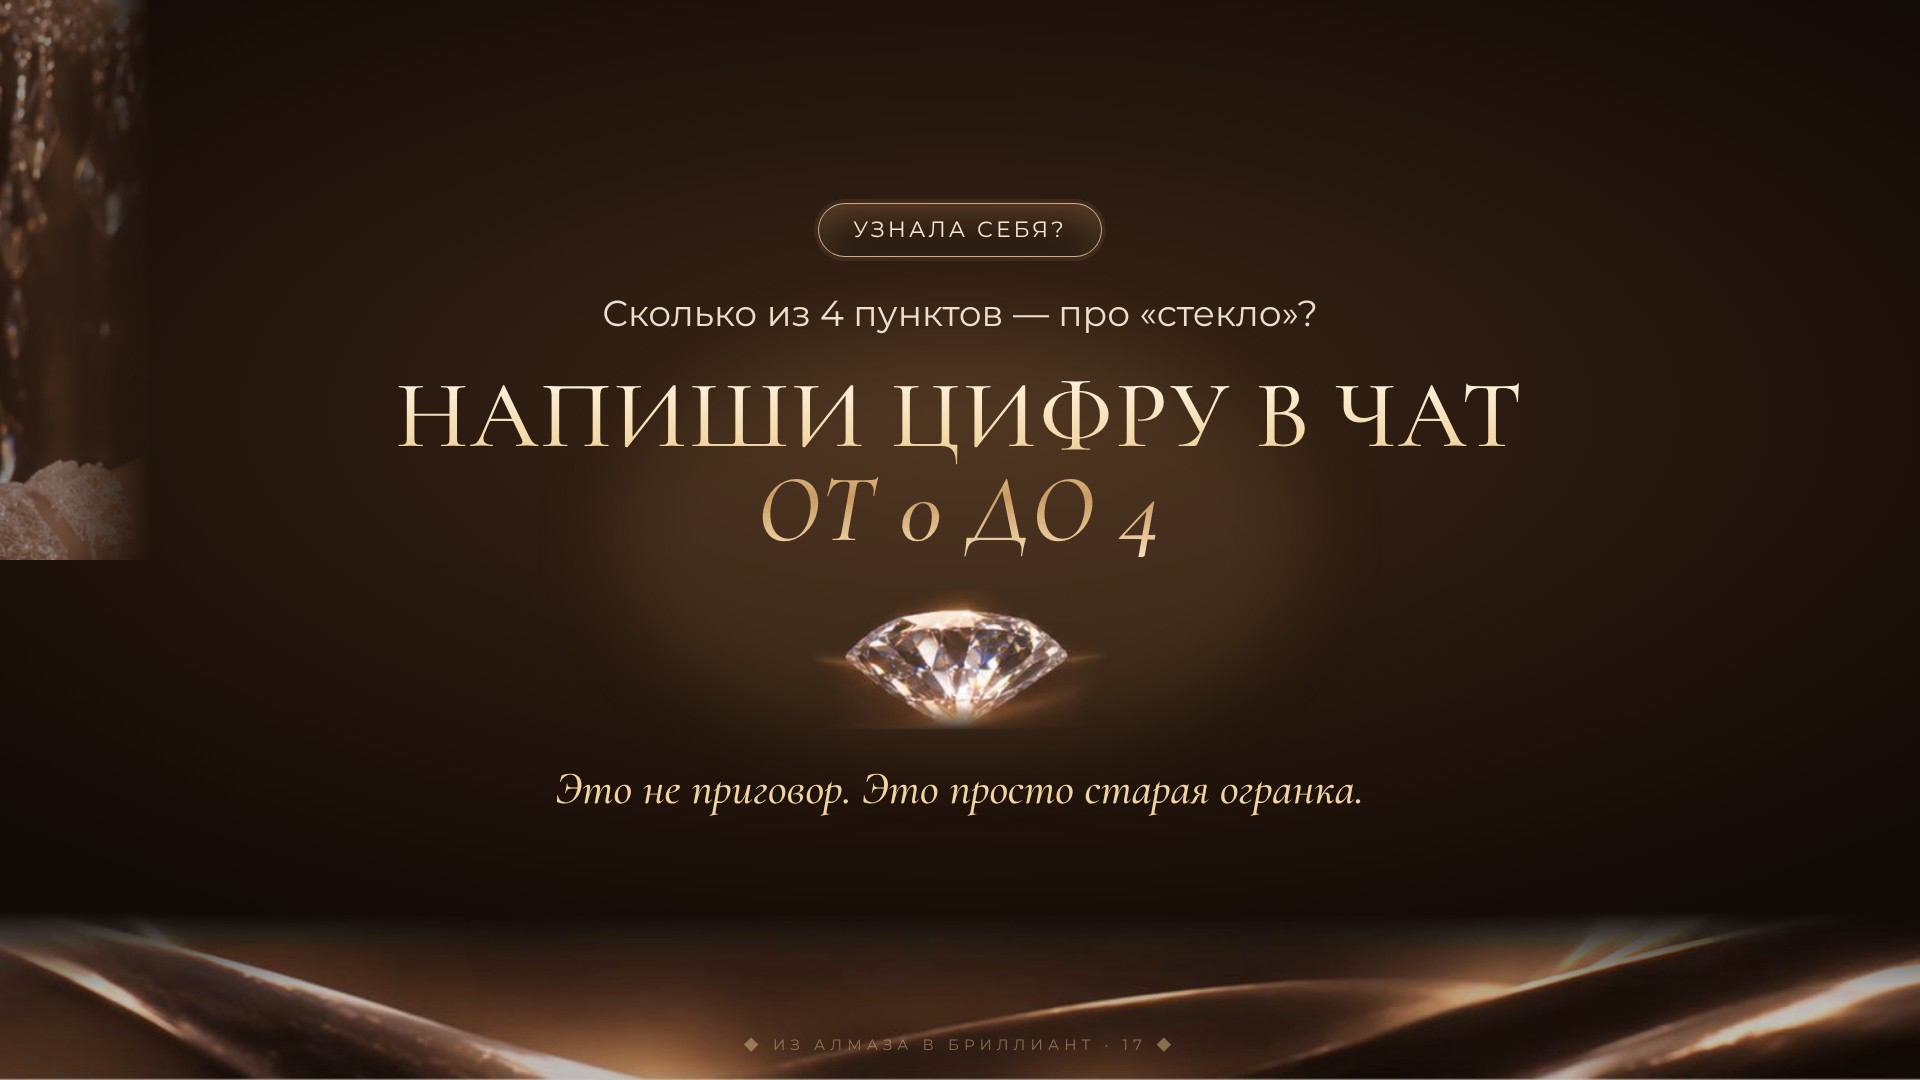 УЗНАЛА СЕБЯ?
Сколько из 4 пунктов — про «стекло»?
НАПИШИ ЦИФРУ В ЧАТ
ОТ 0 ДО 4
Это не приговор. Это просто старая огранка.
◆ ИЗ АЛМАЗА В БРИЛЛИАНТ · 17 ◆